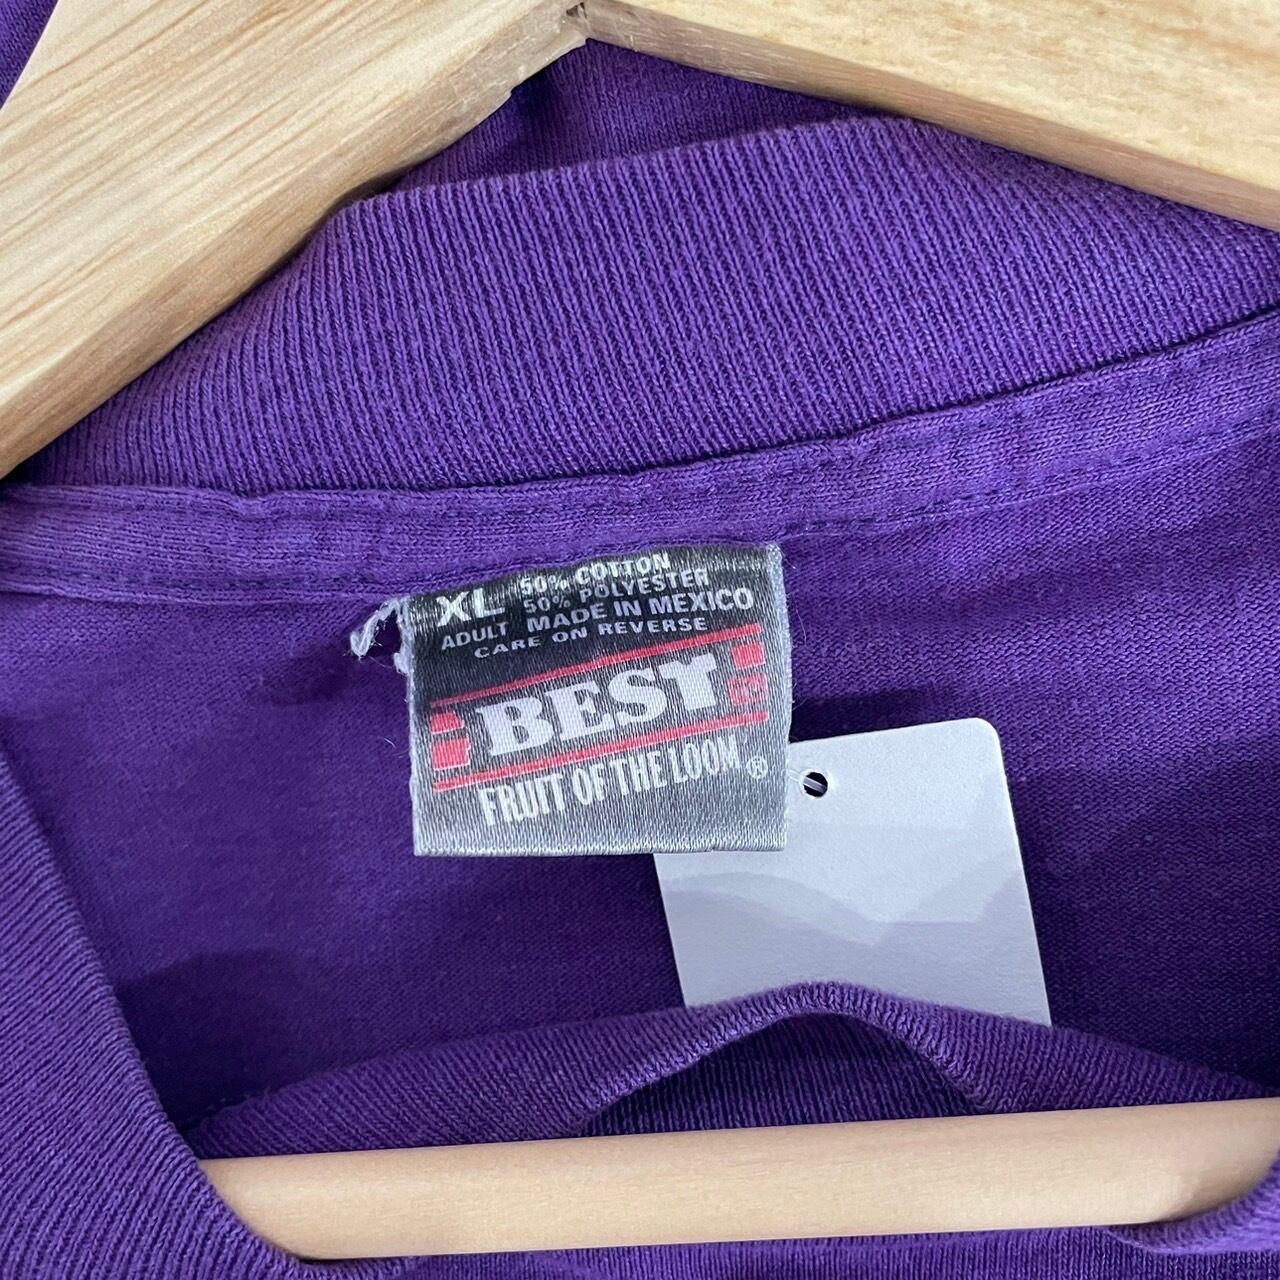 XL 50% COTTON
50% POLYESTER
ADULT MADE IN MEXICO
CARE ON REVERSE
BEST
FRUIT OF THE LOOM®